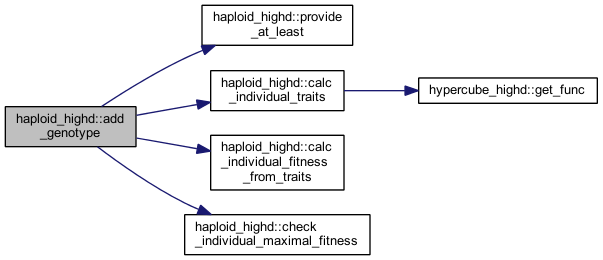 haploid_highd::provide
_at_least
haploid_highd::calc
_individual_traits
hypercube_highd::get_func
haploid_highd::add
_genotype
haploid_highd::calc
_individual_fitness
_from_traits
haploid_highd::check
_individual_maximal_fitness